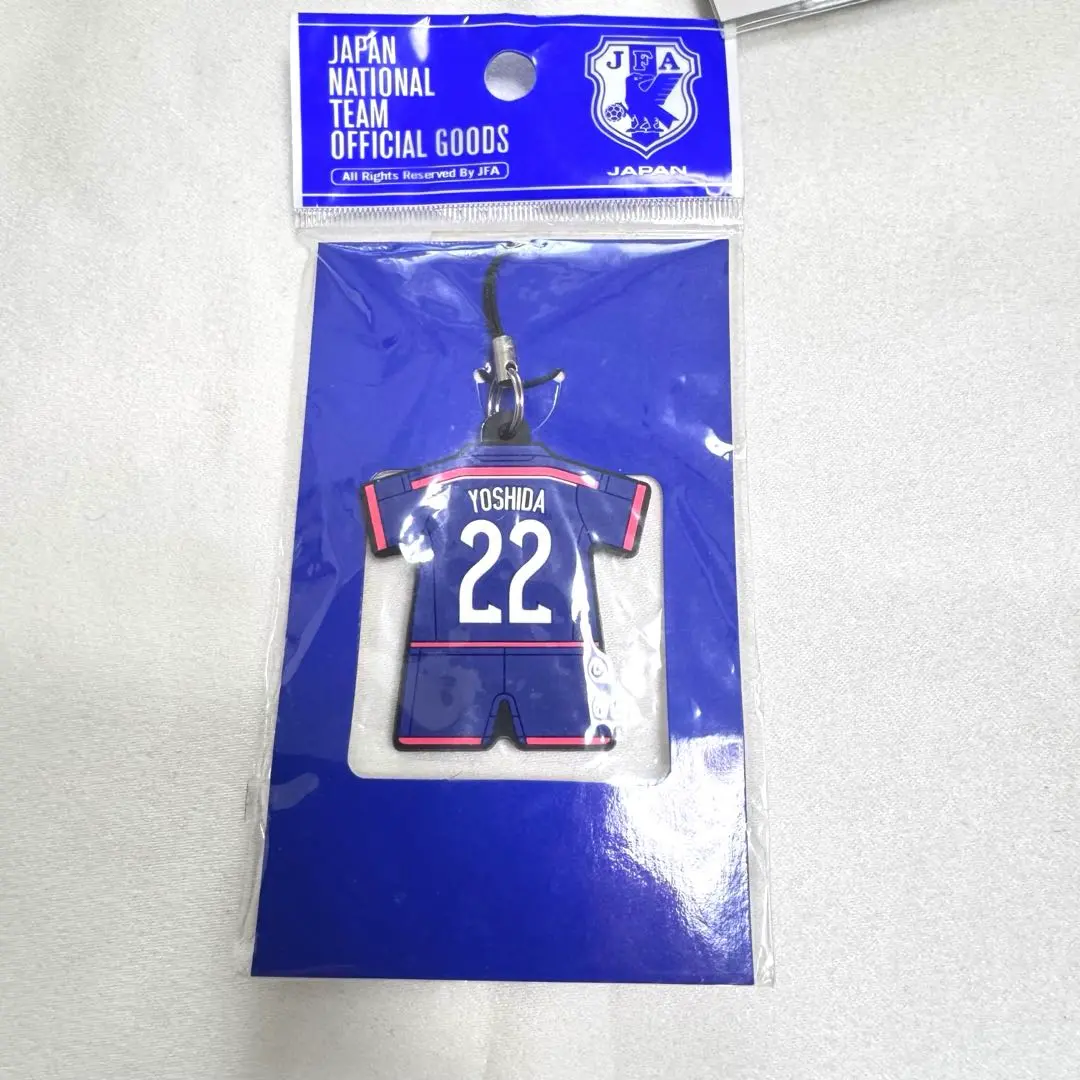 JAPAN
NATIONAL
TEAM
OFFICIAL GOODS
All Rights Reserved By JFA
JFA
JAPAN
YOSHIDA
22